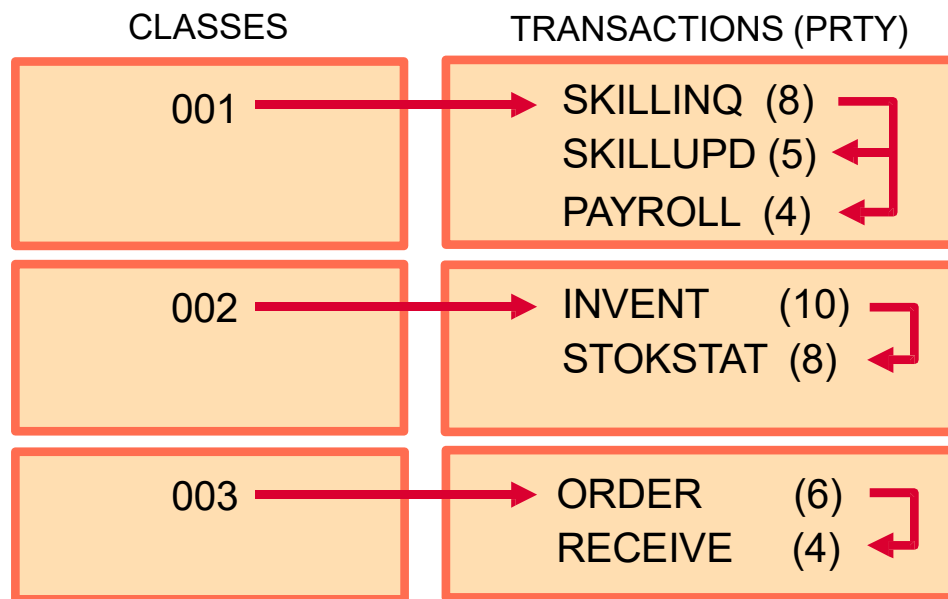 CLASSES
TRANSACTIONS (PRTY)
001
SKILLINQ (8)
SKILLUPD (5)
PAYROLL (4)
002
INVENT (10)
STOKSTAT (8)
003
ORDER (6)
RECEIVE (4)